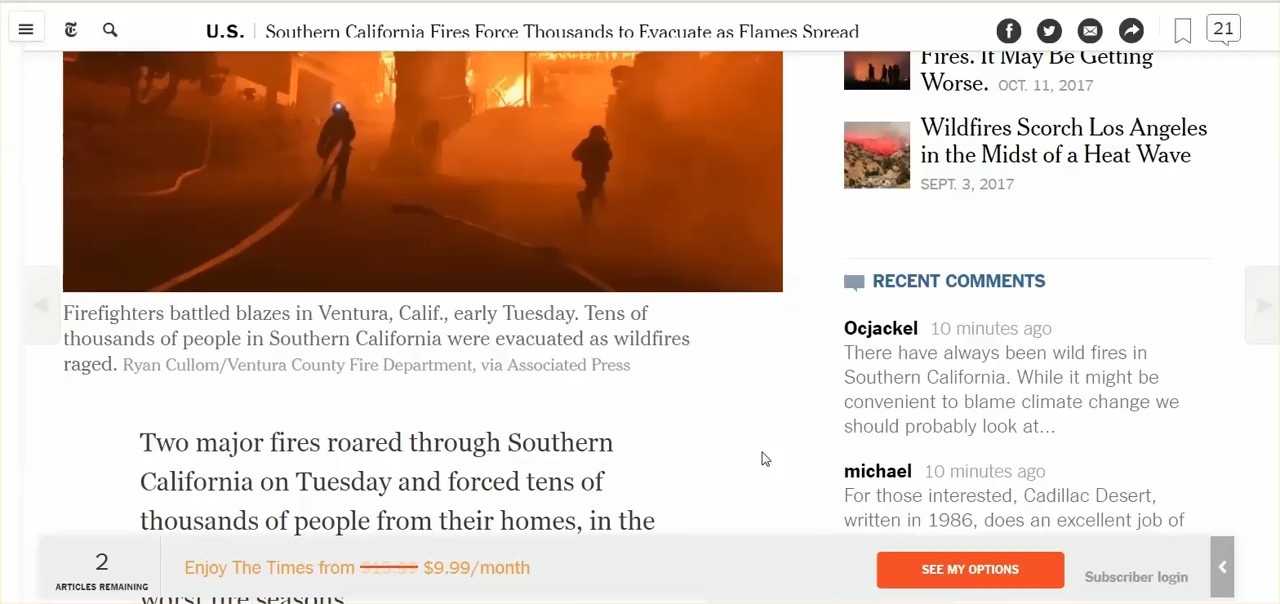 U.S. Southern California Fires Force Thousands to Evacuate as Flames Spread
21
Fires. It May Be Getting
Worse. OCT. 11, 2017
Wildfires Scorch Los Angeles
in the Midst of a Heat Wave
SEPT. 3, 2017
Firefighters battled blazes in Ventura, Calif., early Tuesday. Tens of
thousands of people in Southern California were evacuated as wildfires
raged. Ryan Cullom/Ventura County Fire Department, via Associated Press
Two major fires roared through Southern
California on Tuesday and forced tens of
thousands of people from their homes, in the
worst fire seasons
RECENT COMMENTS
Ocjackel 10 minutes ago
There have always been wild fires in
Southern California. While it might be
convenient to blame climate change we
should probably look at...
michael 10 minutes ago
For those interested, Cadillac Desert,
written in 1986, does an excellent job of
2
ARTICLES REMAINING
Enjoy The Times from $15.99 $9.99/month
SEE MY OPTIONS
Subscriber login